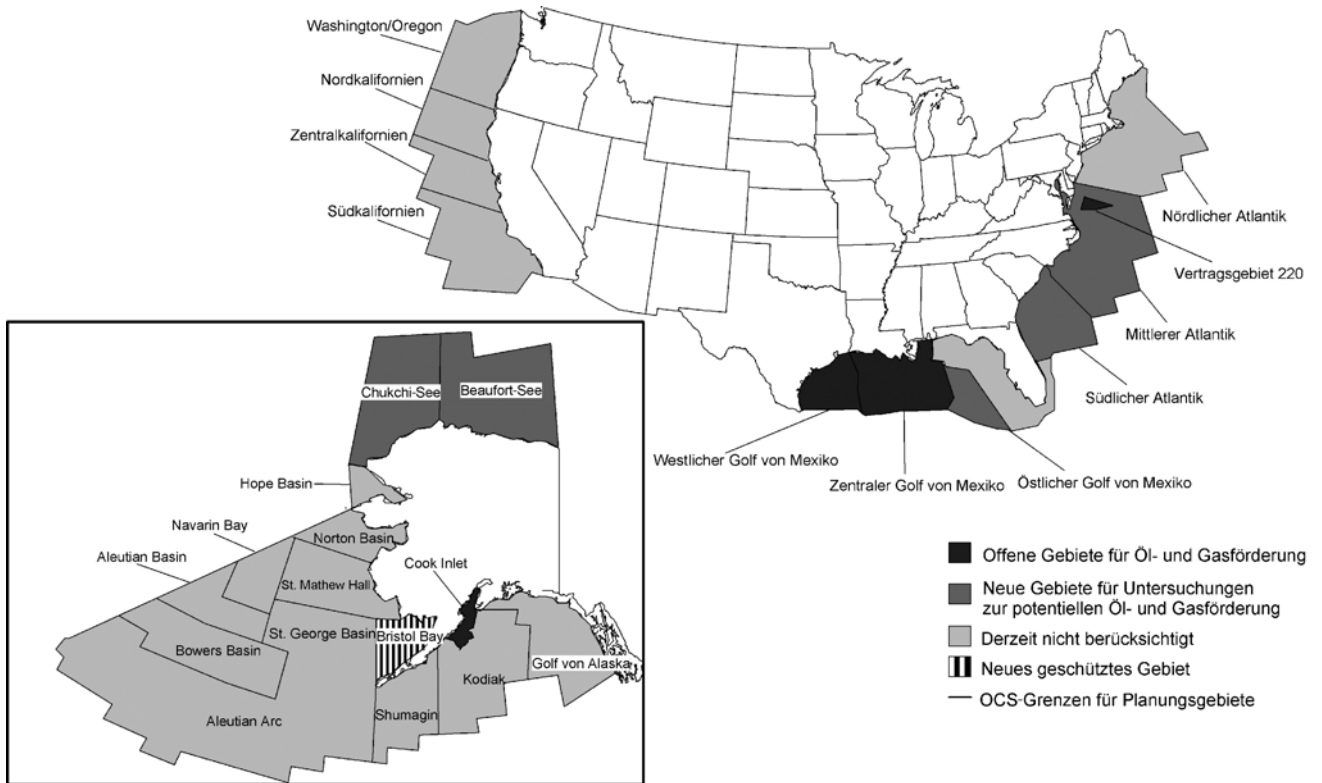 Washington/Oregon
Nordkalifornien
Zentralkalifornien
Südkalifornien
Nördlicher Atlantik
Vertragsgebiet 220
Mittlerer Atlantik
Südlicher Atlantik
Westlicher Golf von Mexiko
Zentraler Golf von Mexiko
Östlicher Golf von Mexiko
Chukchi-See
Beaufort-See
Hope Basin
Navarin Bay
Norton Basin
Aleutian Basin
Cook Inlet
St. Mathew Hall
St. George Basin
Bristol Bay
Bowers Basin
Golf von Alaska
Kodiak
Aleutian Arc
Shumagin
Offene Gebiete für Öl- und Gasförderung
Neue Gebiete für Untersuchungen
zur potentiellen Öl- und Gasförderung
Derzeit nicht berücksichtigt
Neues geschütztes Gebiet
OCS-Grenzen für Planungsgebiete